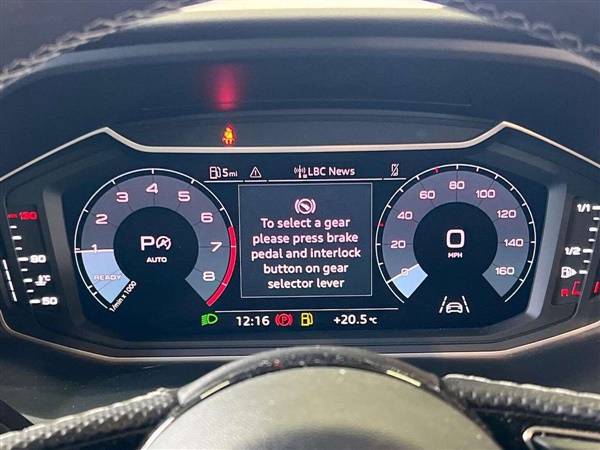 5mi LBC News
To select a gear
please press brake
pedal and interlock
button on gear
selector lever
1
2
3
4
5
6
7
8
P A
AUTO
READY
1/min x 1000
0
20
40
60
80
100
120
140
160
0
MPH
130
90
°C
50
1/1
1/2
12:16 (P) +20.5°C